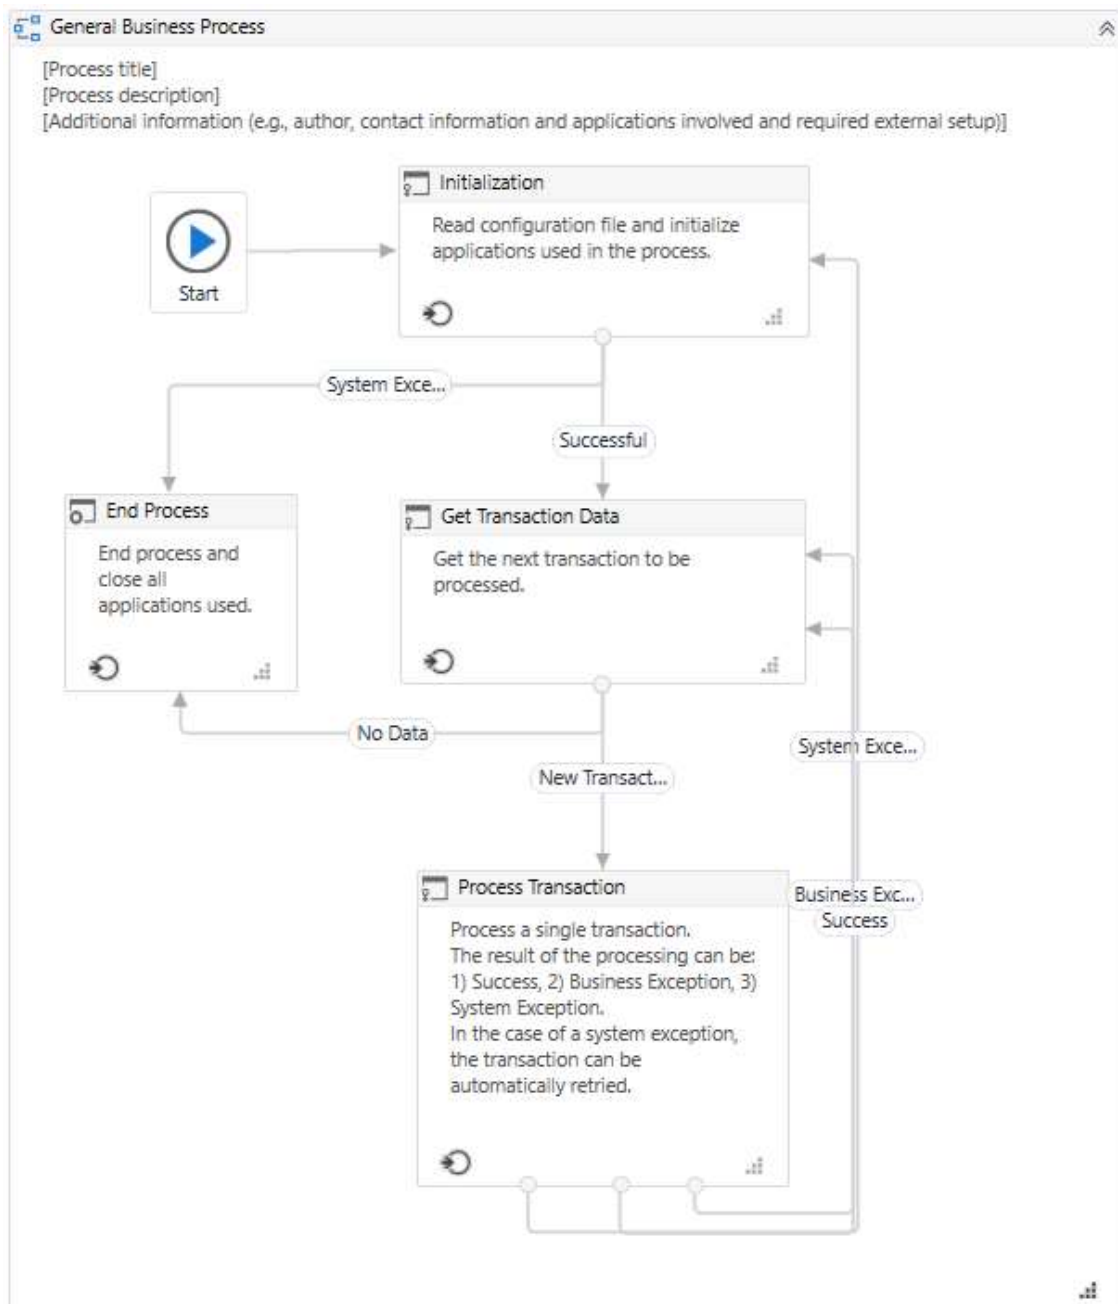 General Business Process
[Process title]
[Process description]
[Additional information (e.g., author, contact information and applications involved and required external setup)]
Initialization
Read configuration file and initialize
applications used in the process.
Start
System Exce...
Successful
End Process
End process and
close all
applications used.
Get Transaction Data
Get the next transaction to be
processed.
No Data
System Exce...
New Transact...
Process Transaction
Process a single transaction.
The result of the processing can be:
1) Success, 2) Business Exception, 3)
System Exception.
In the case of a system exception,
the transaction can be
automatically retried.
Business Exc...
Success